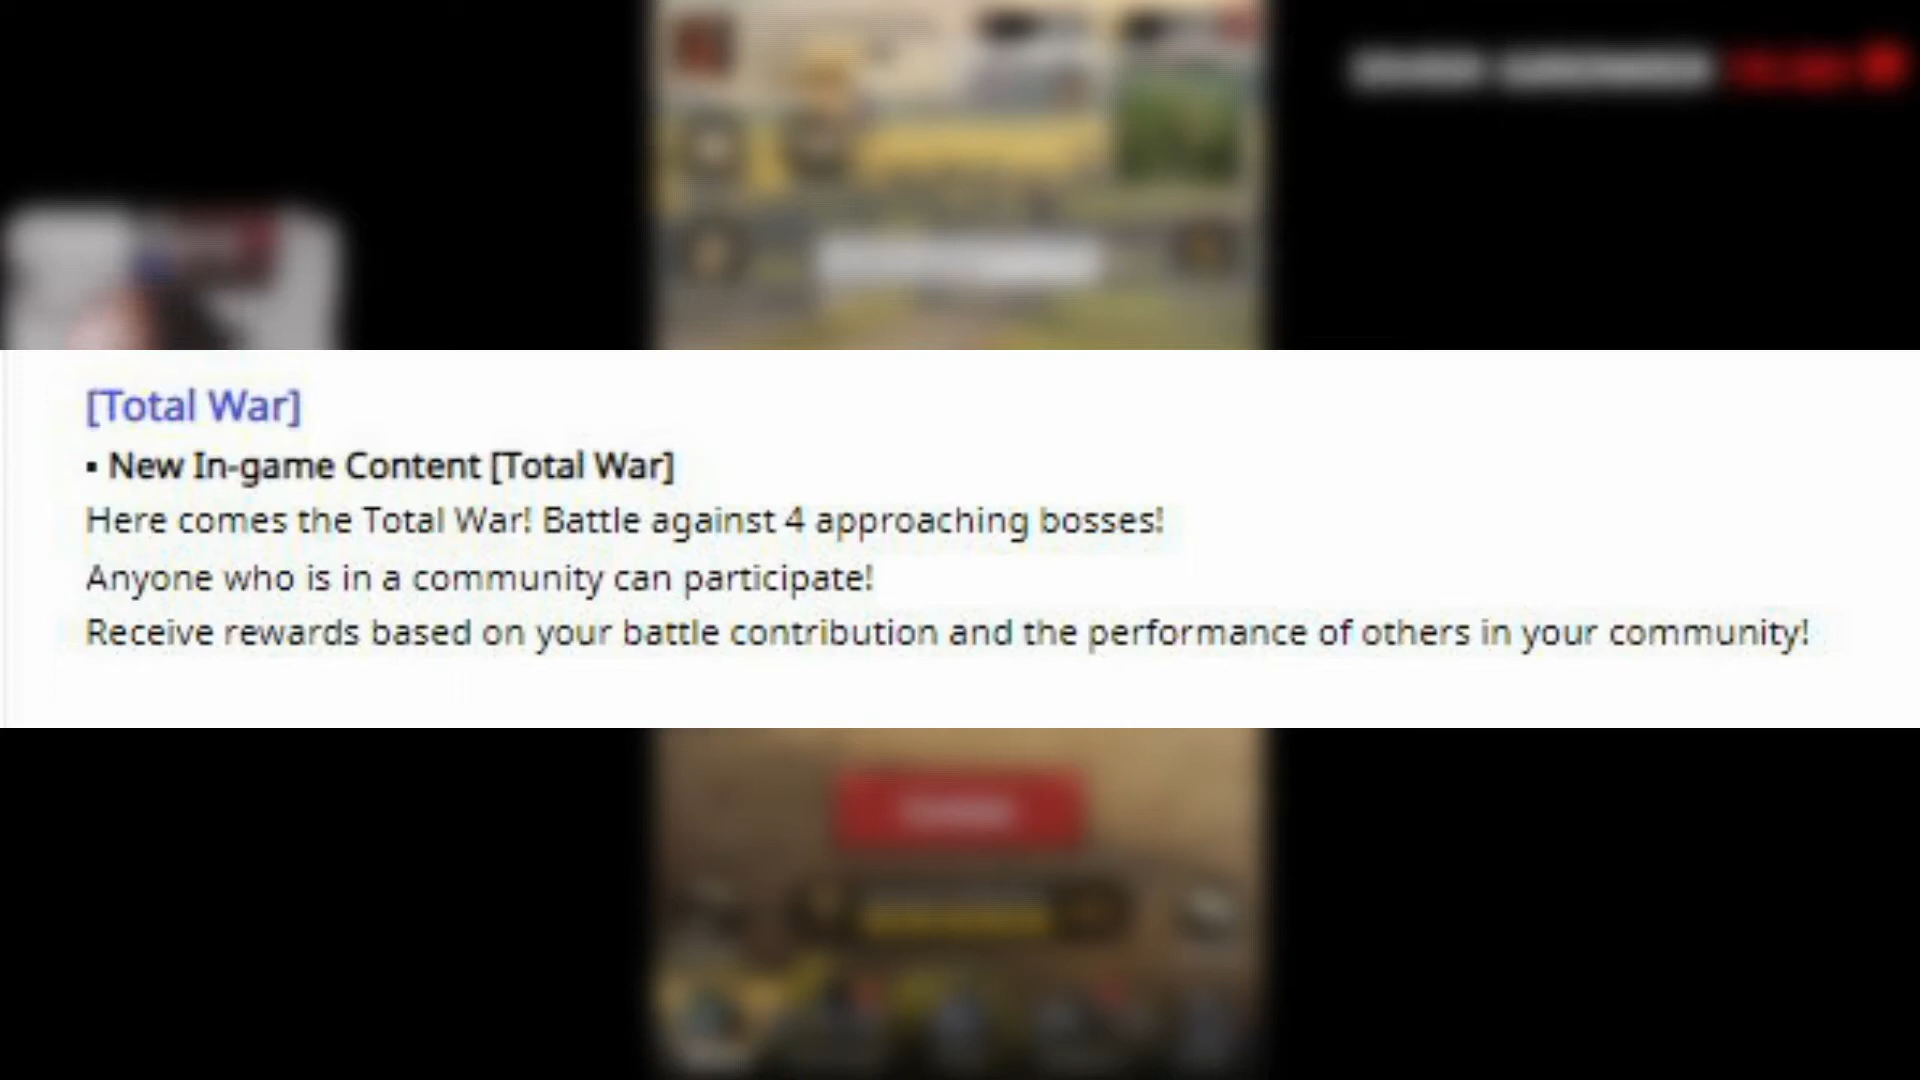 [Total War]
▪ New In-game Content [Total War]
Here comes the Total War! Battle against 4 approaching bosses!
Anyone who is in a community can participate!
Receive rewards based on your battle contribution and the performance of others in your community!